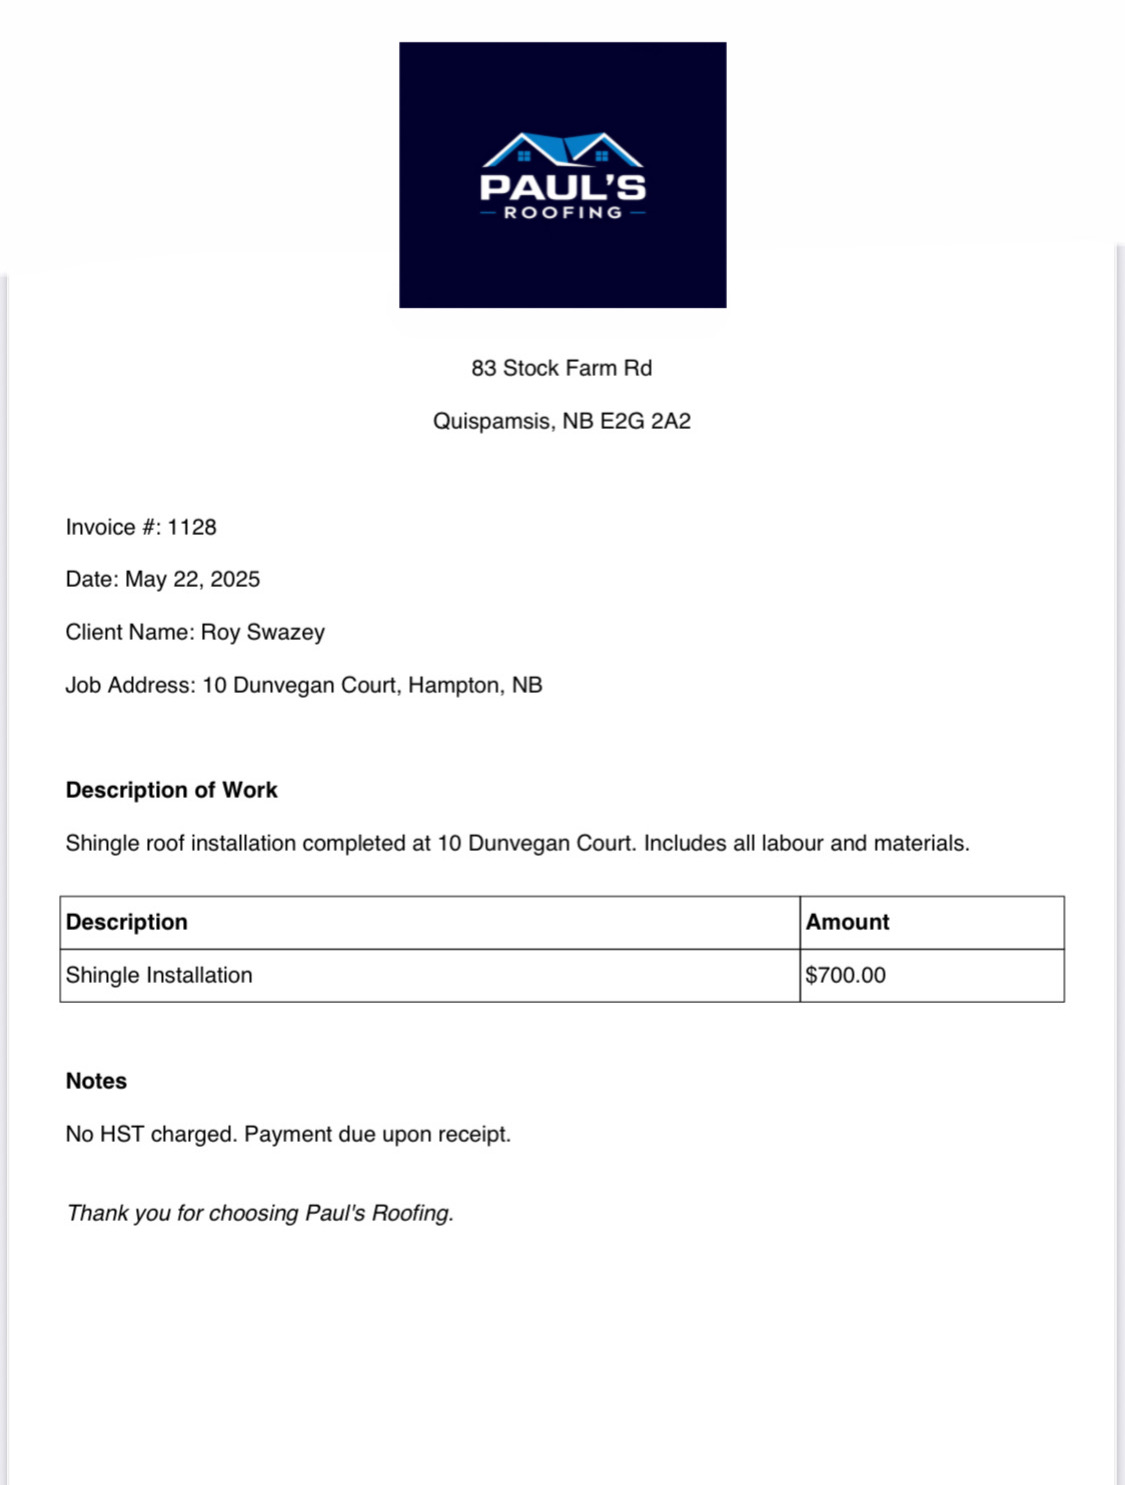 PAUL'S
ROOFING
83 Stock Farm Rd
Quispamsis, NB E2G 2A2
Invoice #: 1128
Date: May 22, 2025
Client Name: Roy Swazey
Job Address: 10 Dunvegan Court, Hampton, NB
Description of Work
Shingle roof installation completed at 10 Dunvegan Court. Includes all labour and materials.
Description Amount
Shingle Installation $700.00
Notes
No HST charged. Payment due upon receipt.
Thank you for choosing Paul's Roofing.